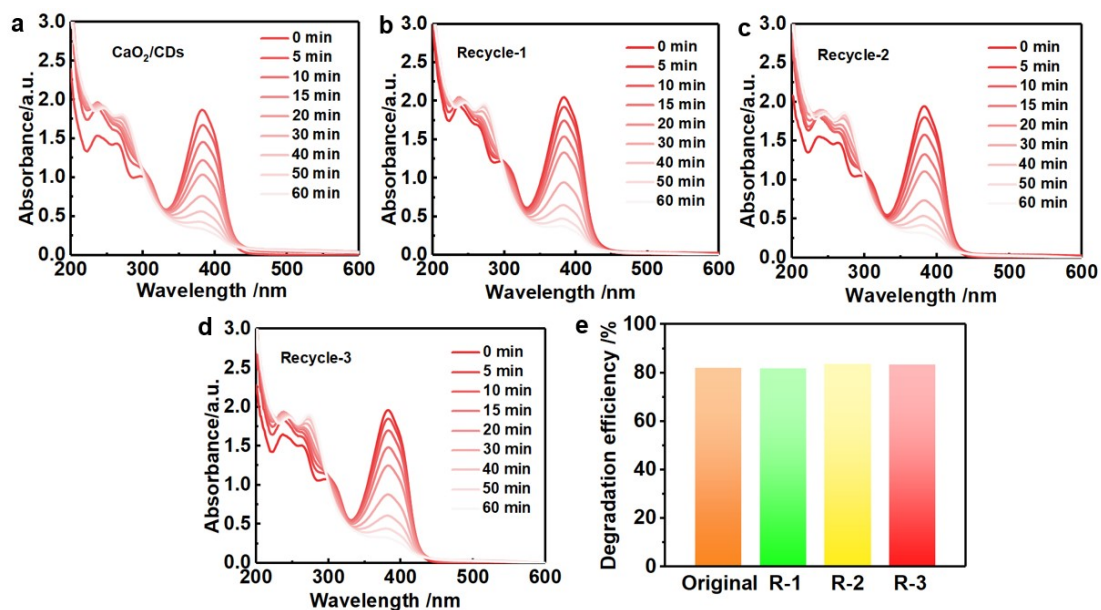 a
CaO₂/CDs
3.0
2.5
2.0
1.5
1.0
0.5
0.0
Absorbance/a.u.
0 min
5 min
10 min
15 min
20 min
30 min
40 min
50 min
60 min
200 300 400 500 600
Wavelength /nm
b
Recycle-1
3.0
2.5
2.0
1.5
1.0
0.5
0.0
Absorbance/a.u.
0 min
5 min
10 min
15 min
20 min
30 min
40 min
50 min
60 min
200 300 400 500 600
Wavelength /nm
c
Recycle-2
3.0
2.5
2.0
1.5
1.0
0.5
0.0
Absorbance/a.u.
0 min
5 min
10 min
15 min
20 min
30 min
40 min
50 min
60 min
200 300 400 500 600
Wavelength /nm
d
Recycle-3
3.0
2.5
2.0
1.5
1.0
0.5
0.0
Absorbance/a.u.
0 min
5 min
10 min
15 min
20 min
30 min
40 min
50 min
60 min
200 300 400 500 600
Wavelength /nm
e
100
80
60
40
20
0
Degradation efficiency /%
Original R-1 R-2 R-3